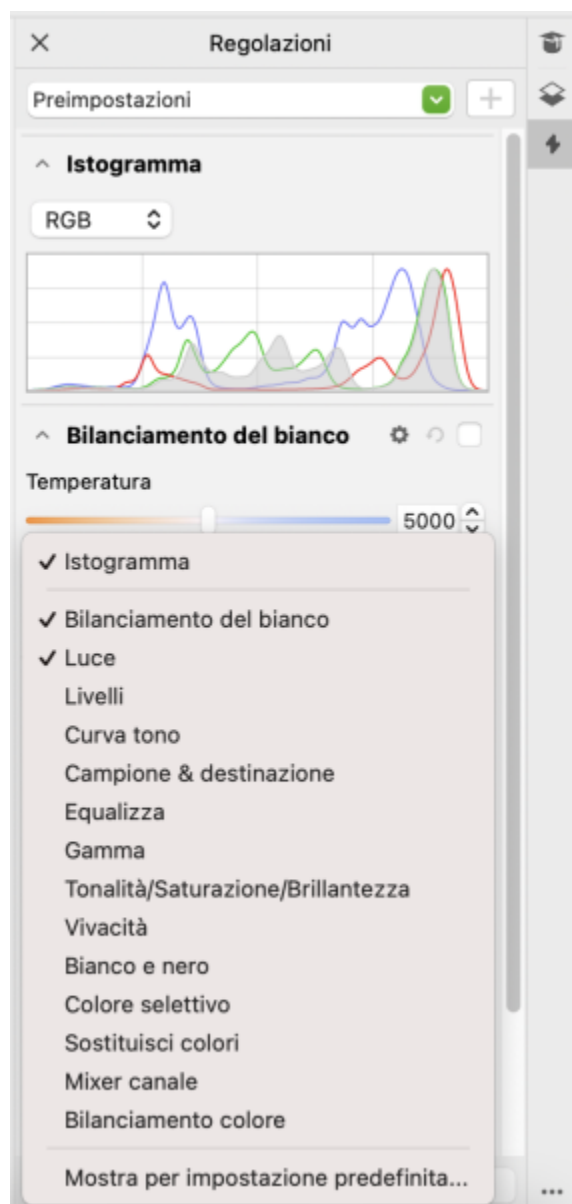 Regolazioni
Preimpostazioni
Istogramma
RGB
Bilanciamento del bianco
Temperatura
5000
Istogramma
Bilanciamento del bianco
Luce
Livelli
Curva tono
Campione & destinazione
Equalizza
Gamma
Tonalità/Saturazione/Brillantezza
Vivacità
Bianco e nero
Colore selettivo
Sostituisci colori
Mixer canale
Bilanciamento colore
Mostra per impostazione predefinita...